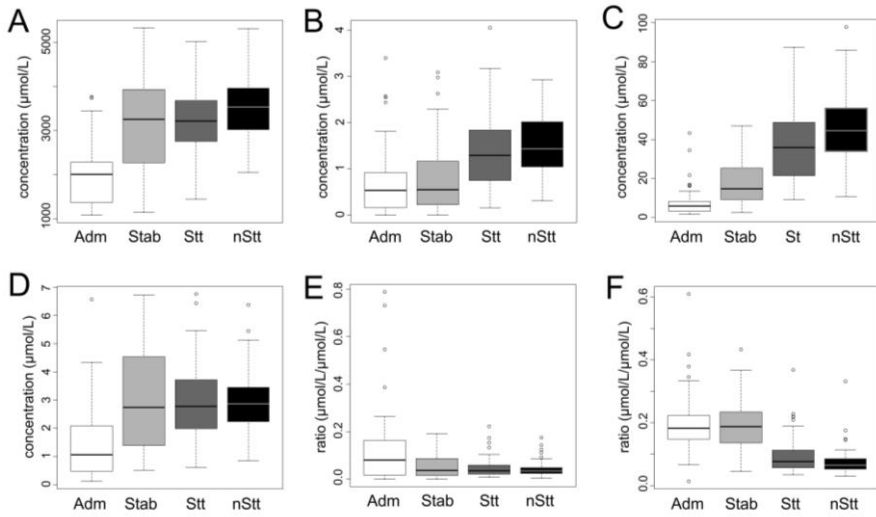 A
concentration (μmol/L)
5000
3000
1000
Adm Stab Stt nStt
B
concentration (μmol/L)
4
3
2
1
0
Adm Stab Stt nStt
C
concentration (μmol/L)
100
80
60
40
20
0
Adm Stab St nStt
D
concentration (μmol/L)
7
6
5
4
3
2
1
0
Adm Stab Stt nStt
E
ratio (μmol/L/μmol/L)
0.8
0.6
0.4
0.2
0.0
Adm Stab Stt nStt
F
ratio (μmol/L/μmol/L)
0.6
0.4
0.2
0.0
Adm Stab Stt nStt